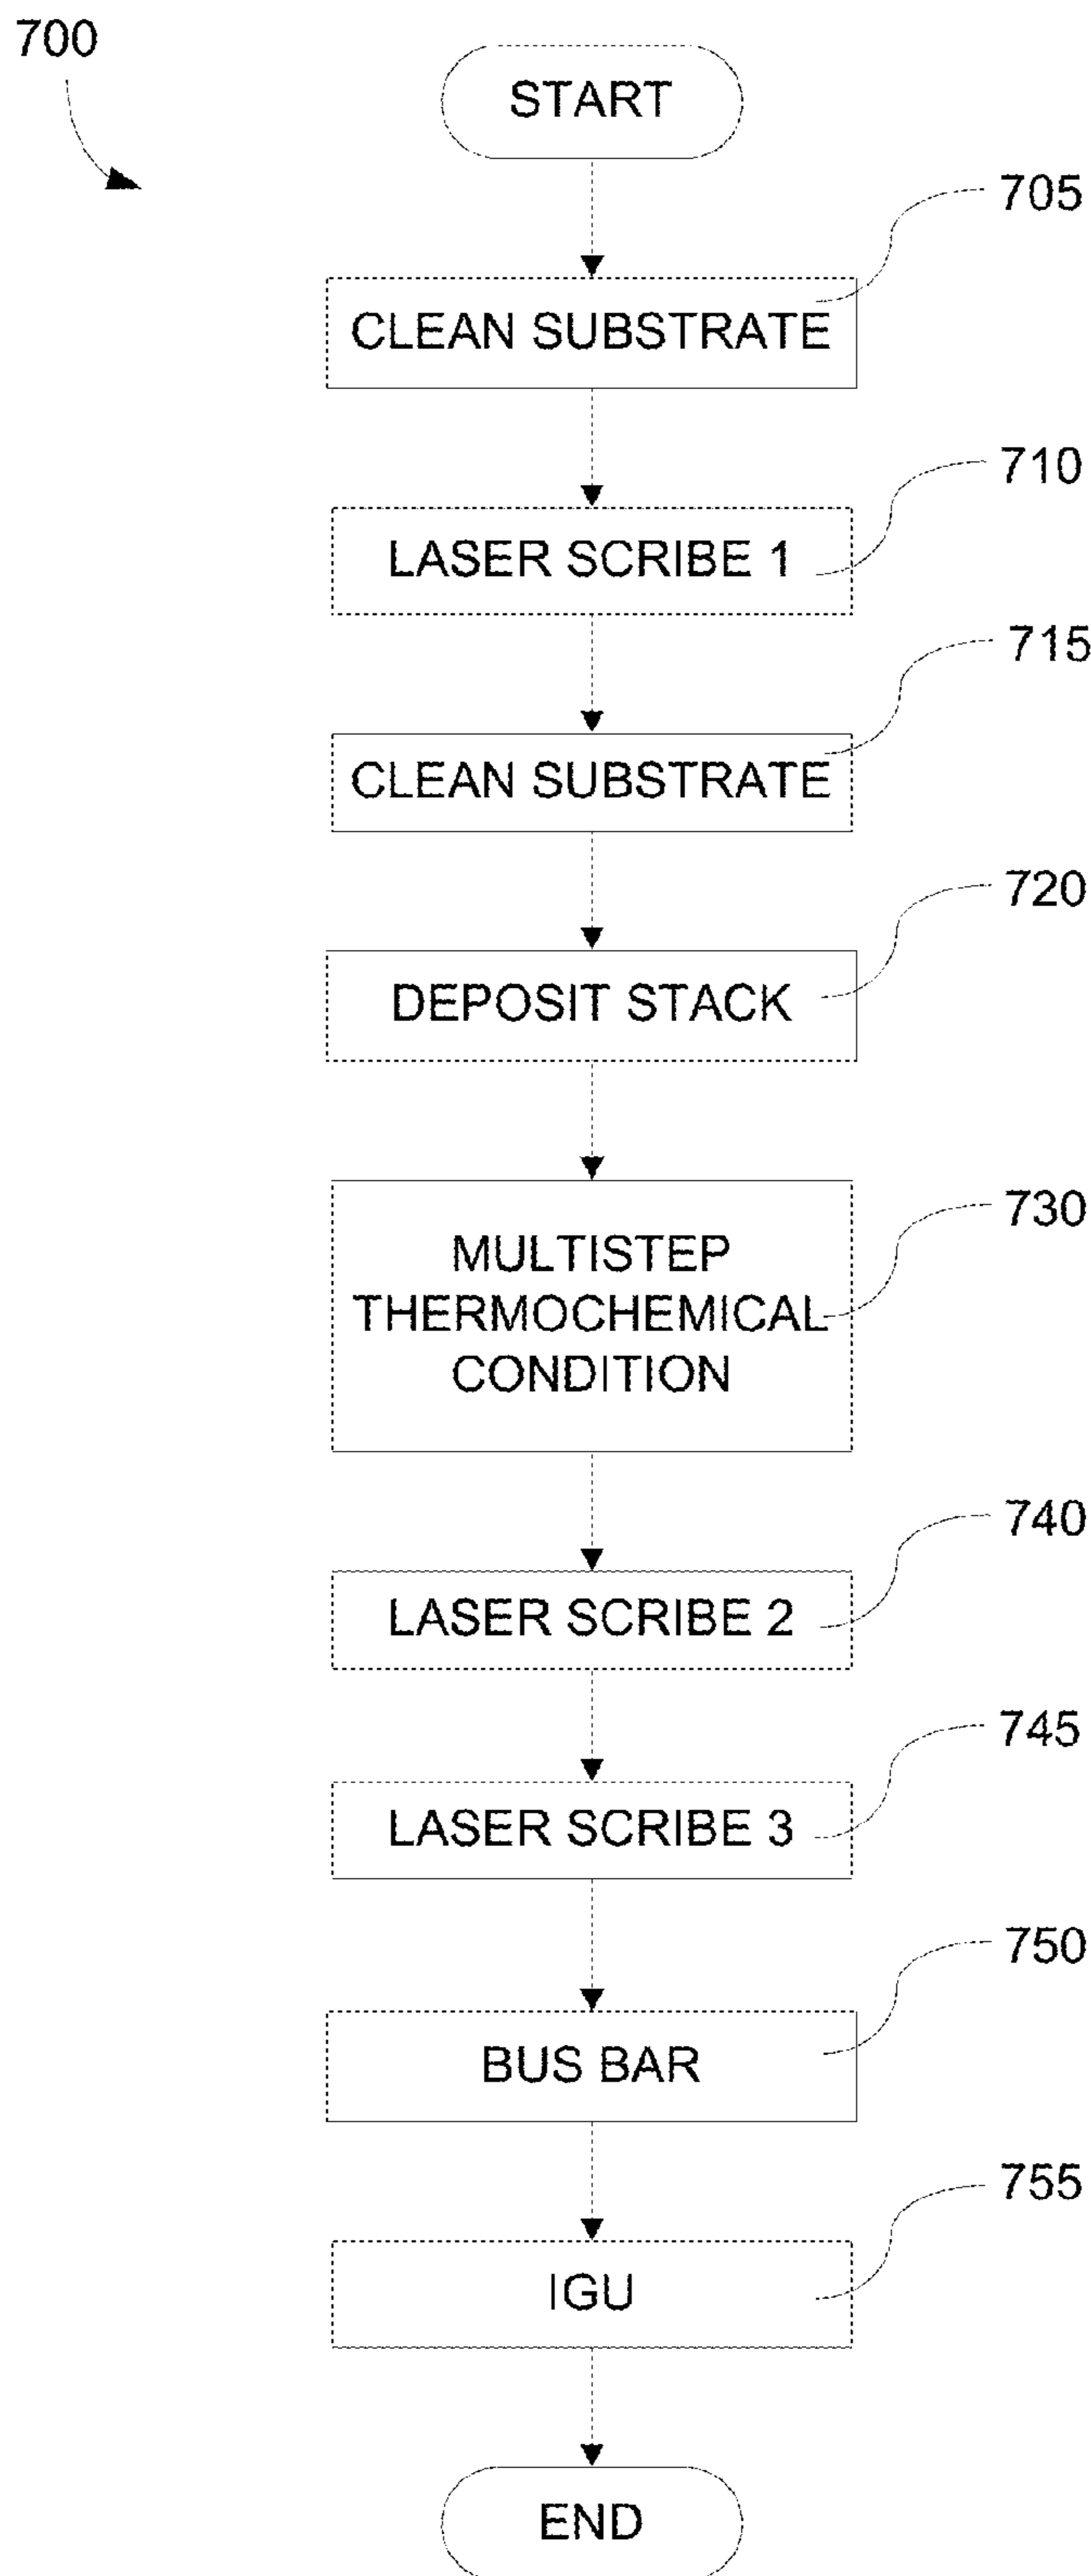 700
START
705
CLEAN SUBSTRATE
710
LASER SCRIBE 1
715
CLEAN SUBSTRATE
720
DEPOSIT STACK
730
MULTISTEP
THERMOCHEMICAL
CONDITION
740
LASER SCRIBE 2
745
LASER SCRIBE 3
750
BUS BAR
755
IGU
END